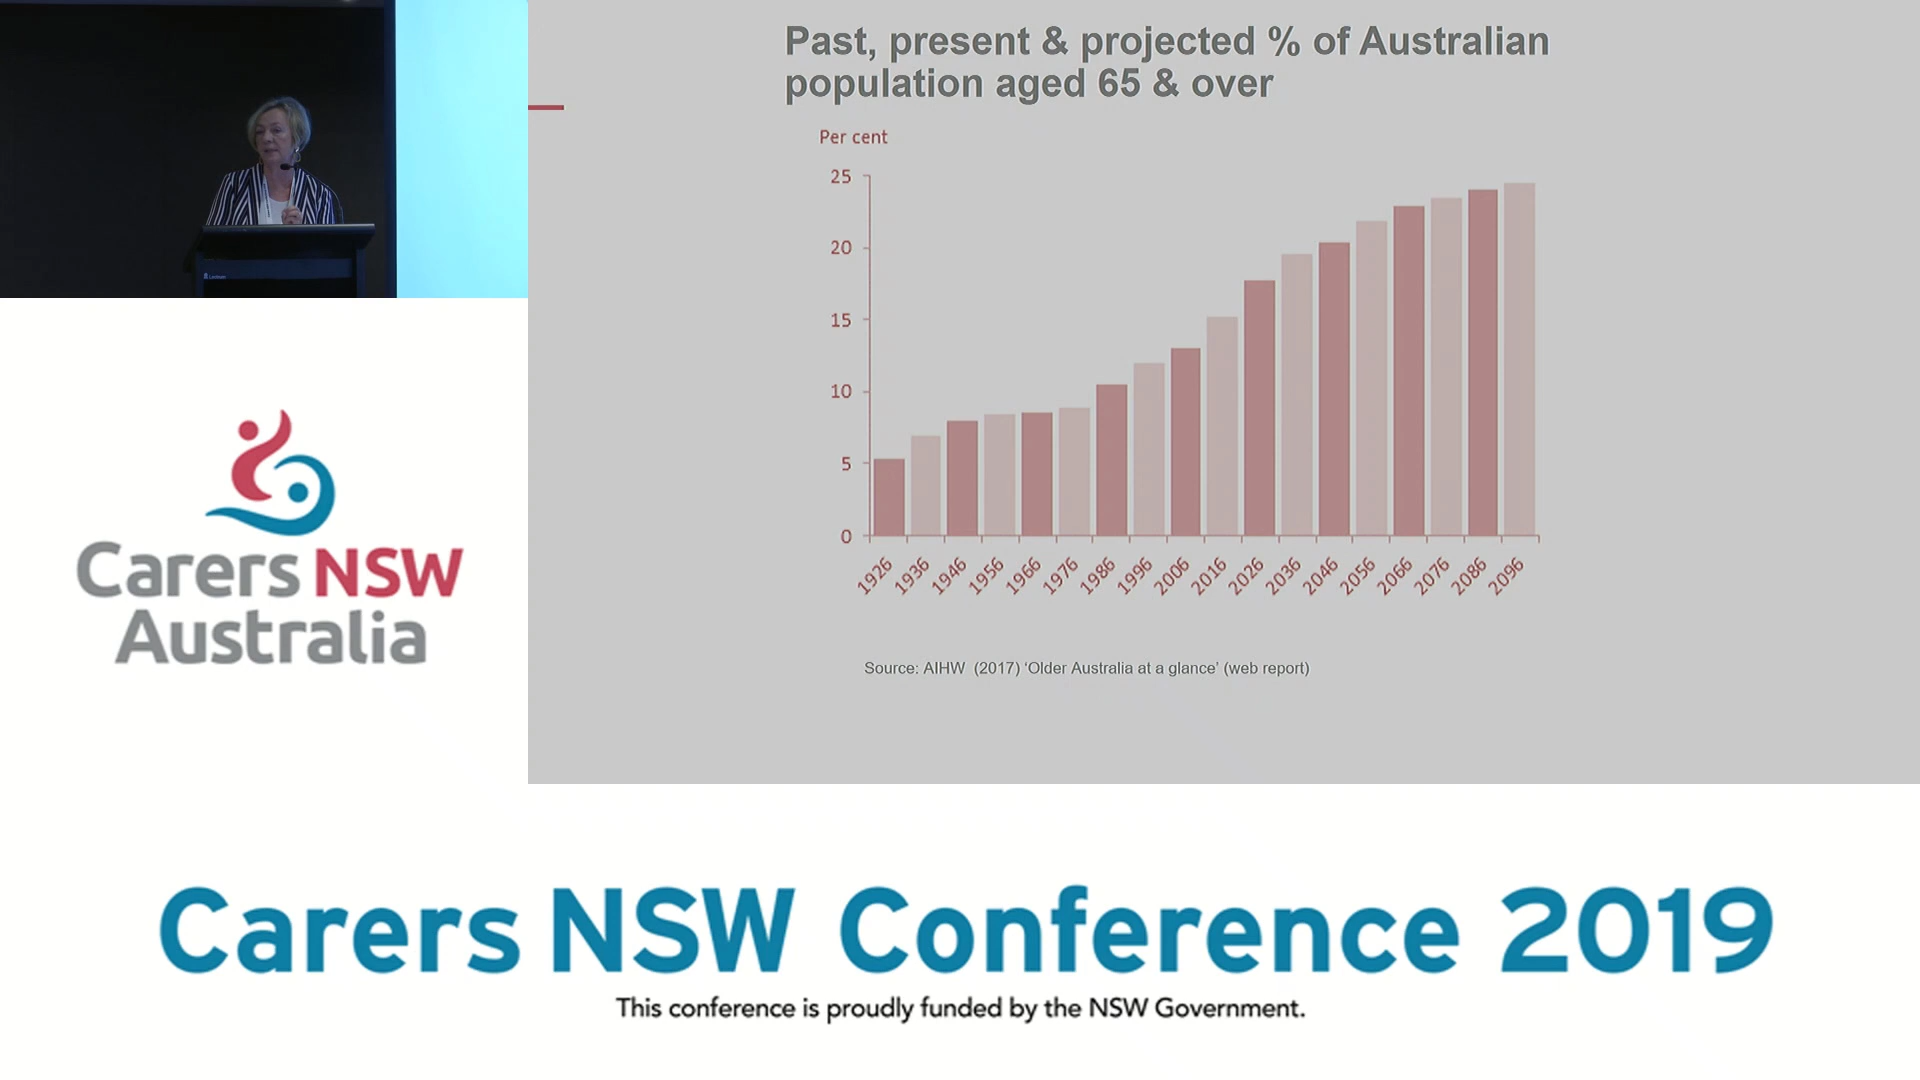 Past, present & projected % of Australian
population aged 65 & over
Per cent
25
20
15
10
5
0
1926 1936 1946 1956 1966 1976 1986 1996 2006 2016 2026 2036 2046 2056 2066 2076 2086 2096
Source: AIHW (2017) ‘Older Australia at a glance’ (web report)
Carers NSW
Australia
Carers NSW Conference 2019
This conference is proudly funded by the NSW Government.